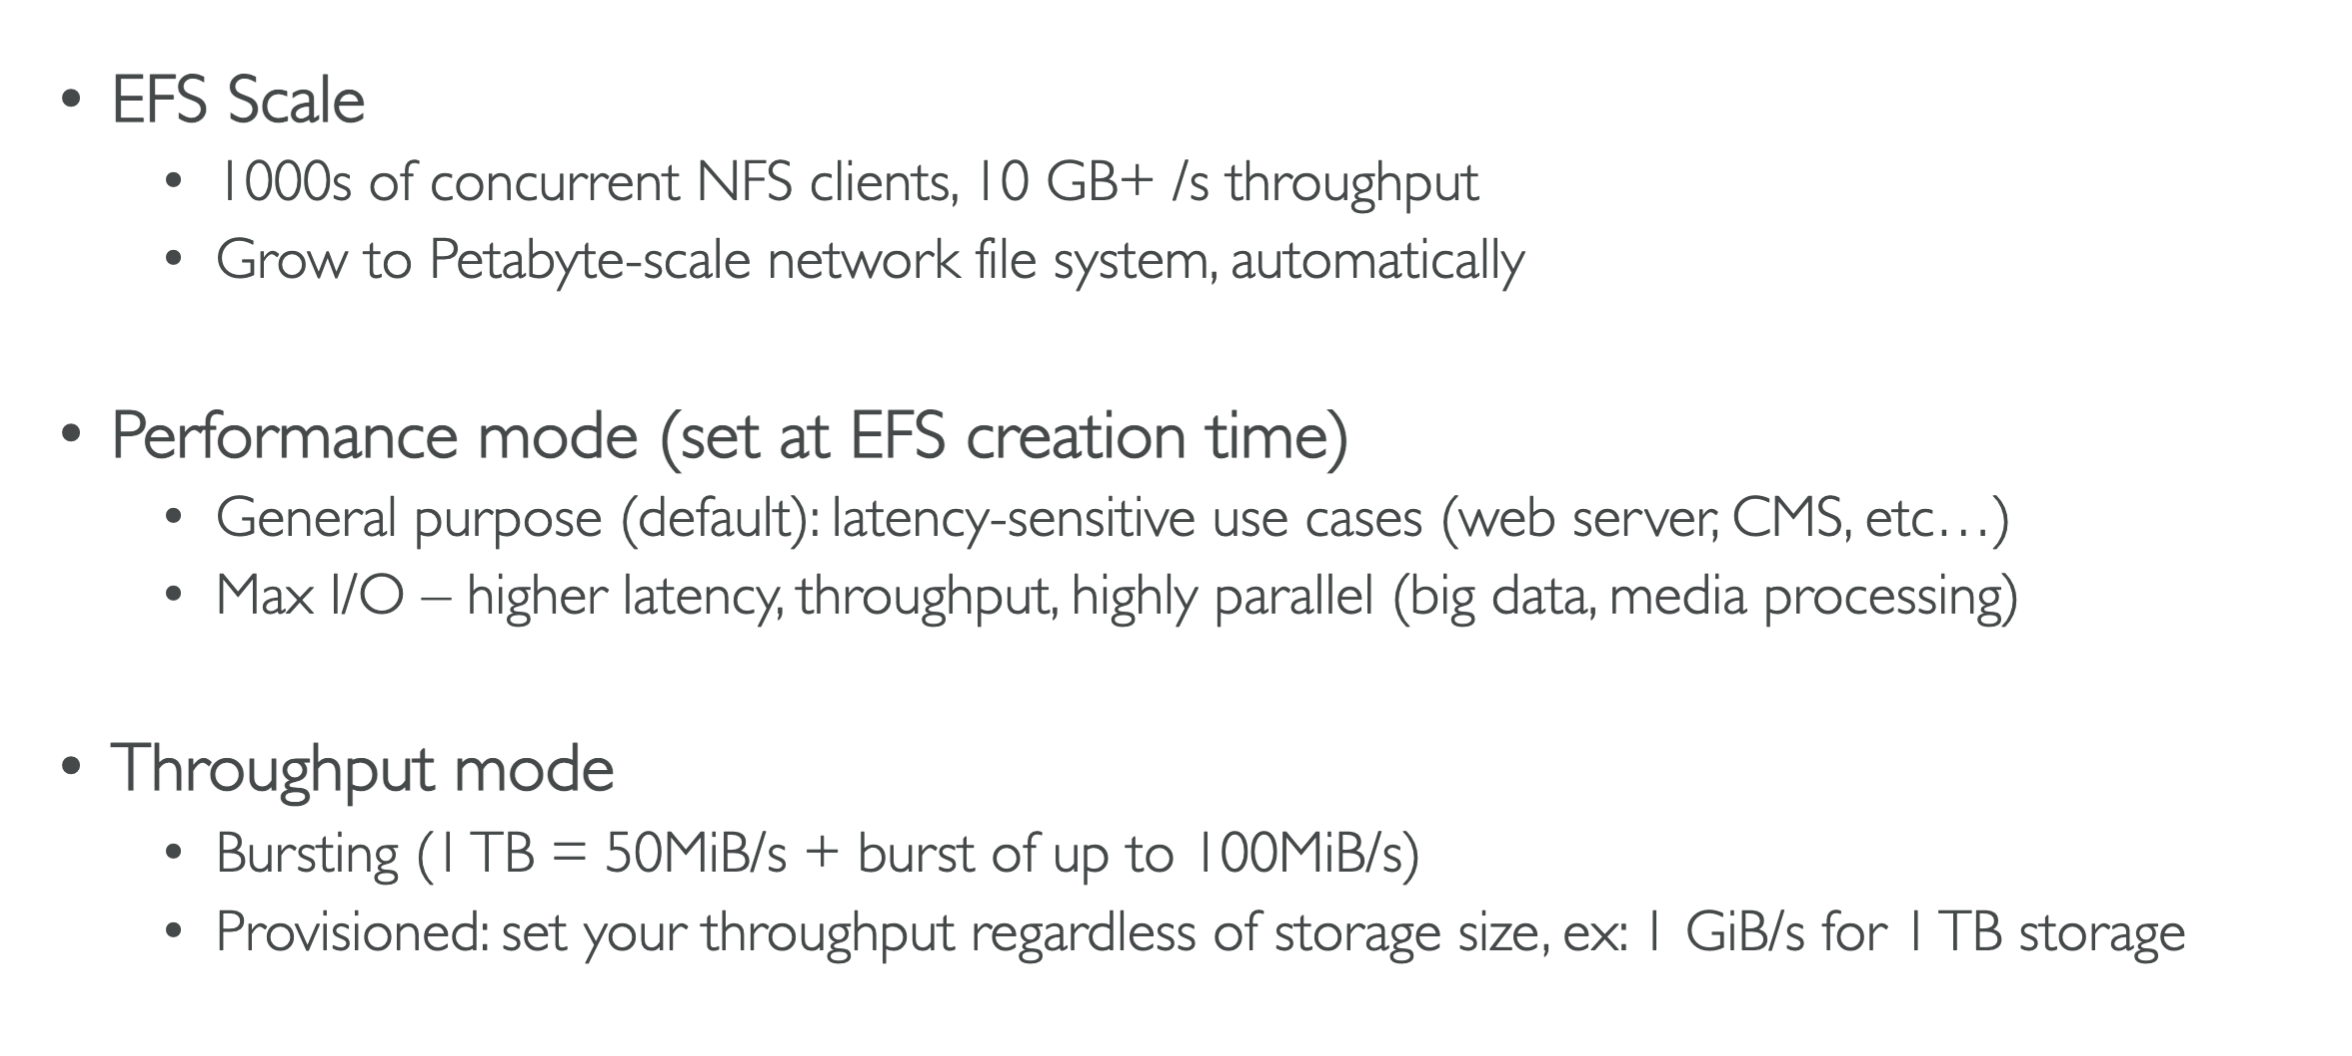 • EFS Scale
• 1000s of concurrent NFS clients, 10 GB+ /s throughput
• Grow to Petabyte-scale network file system, automatically
• Performance mode (set at EFS creation time)
• General purpose (default): latency-sensitive use cases (web server, CMS, etc…)
• Max I/O – higher latency, throughput, highly parallel (big data, media processing)
• Throughput mode
• Bursting (1 TB = 50MiB/s + burst of up to 100MiB/s)
• Provisioned: set your throughput regardless of storage size, ex: 1 GiB/s for 1 TB storage